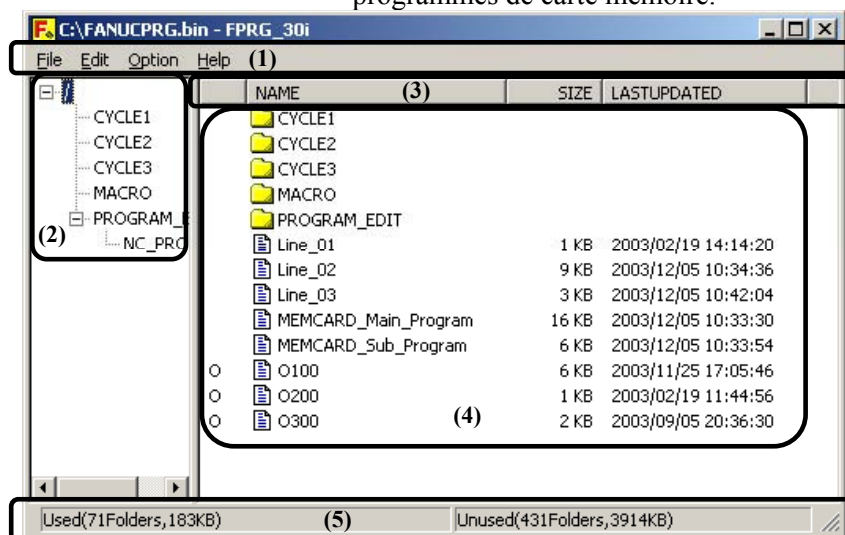 programmes de carte mémoire.
C:\FANUCPRG.bin - FPRG_30i
File Edit Option Help (1)
/
CYCLE1
CYCLE2
CYCLE3
MACRO
PROGRAM_E
(2)
NC_PRO
NAME (3) SIZE LASTUPDATED
CYCLE1
CYCLE2
CYCLE3
MACRO
PROGRAM_EDIT
Line_01 1 KB 2003/02/19 14:14:20
Line_02 9 KB 2003/12/05 10:34:36
Line_03 3 KB 2003/12/05 10:42:04
MEMCARD_Main_Program 16 KB 2003/12/05 10:33:30
MEMCARD_Sub_Program 6 KB 2003/12/05 10:33:54
O O100 6 KB 2003/11/25 17:05:46
O O200 1 KB 2003/02/19 11:44:56
O O300 2 KB 2003/09/05 20:36:30
(4)
Used(71Folders,183KB) (5) Unused(431Folders,3914KB)